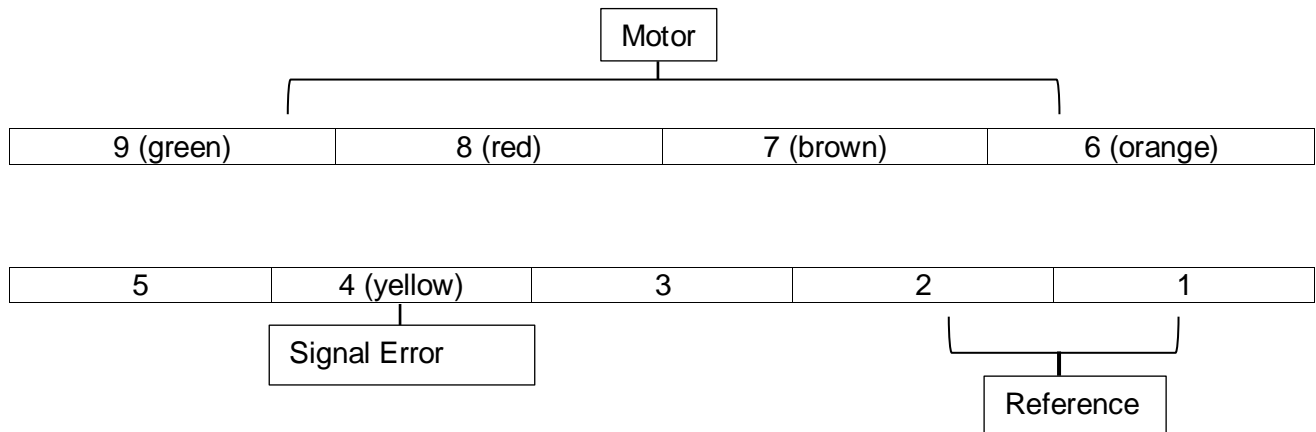 Motor
9 (green) 8 (red) 7 (brown) 6 (orange)
5 4 (yellow) 3 2 1
Signal Error
Reference